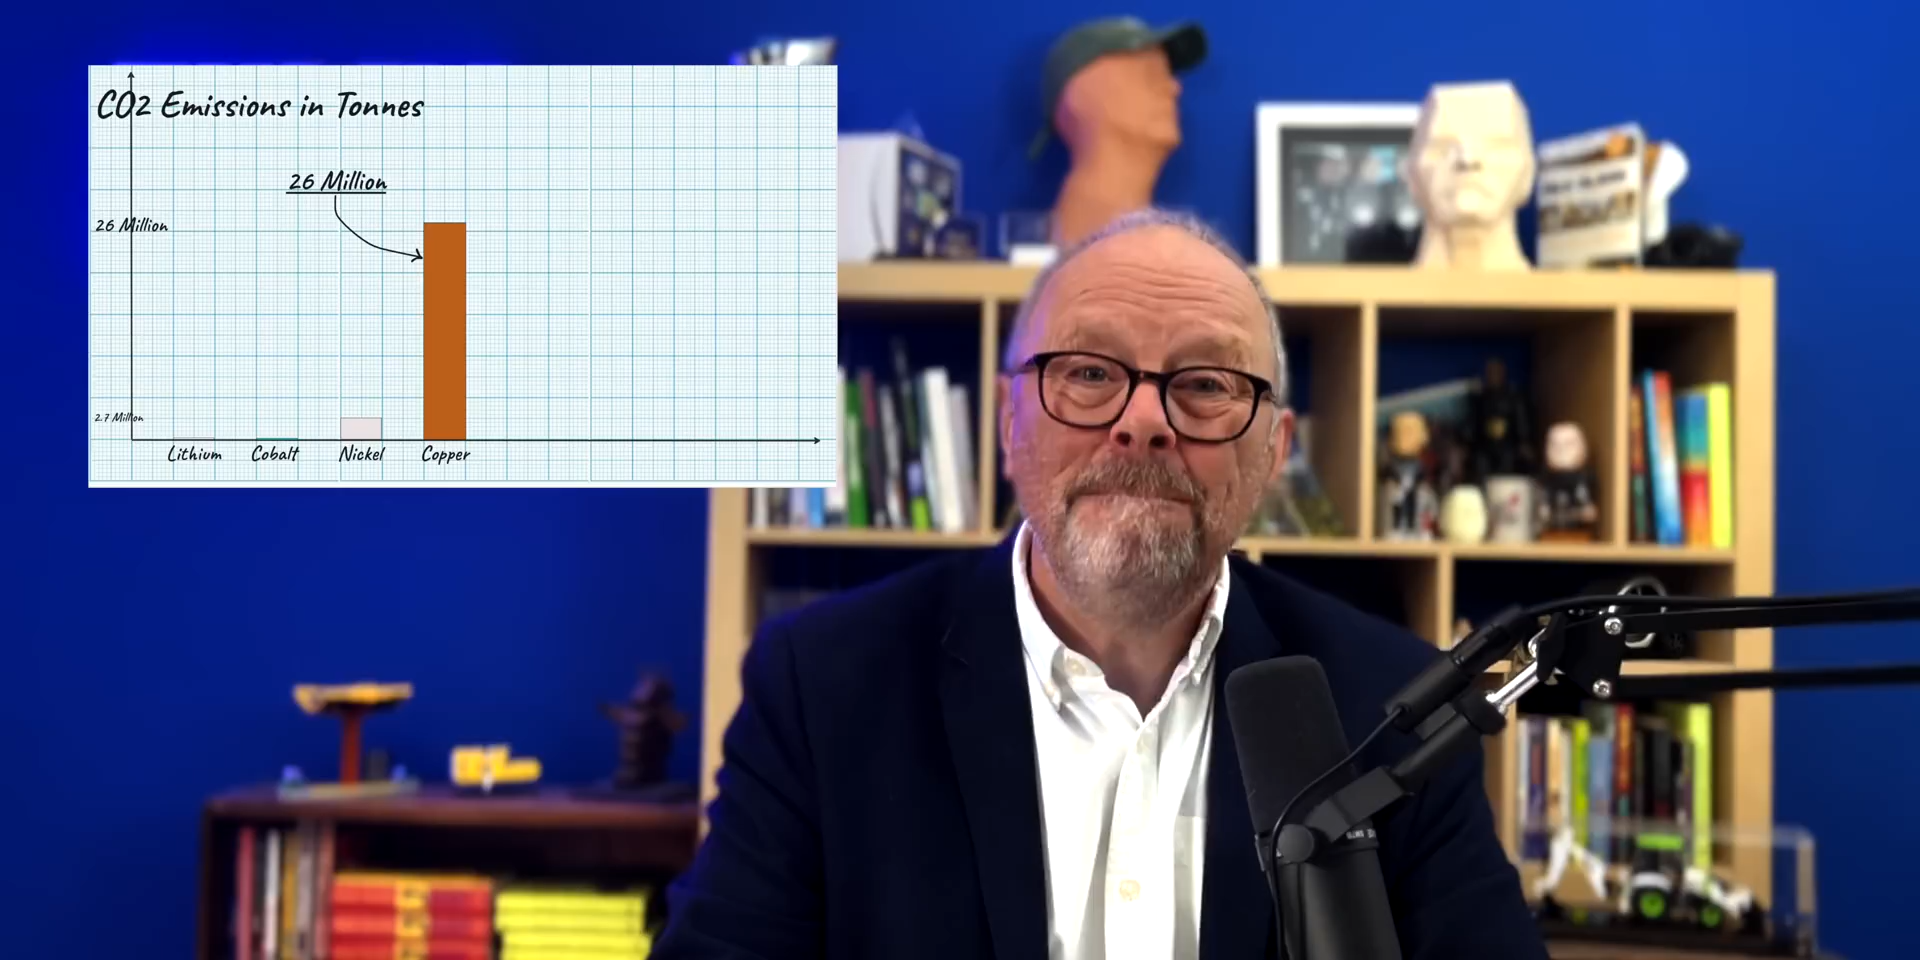 CO2 Emissions in Tonnes
26 Million
26 Million
2.7 Million
Lithium Cobalt Nickel Copper